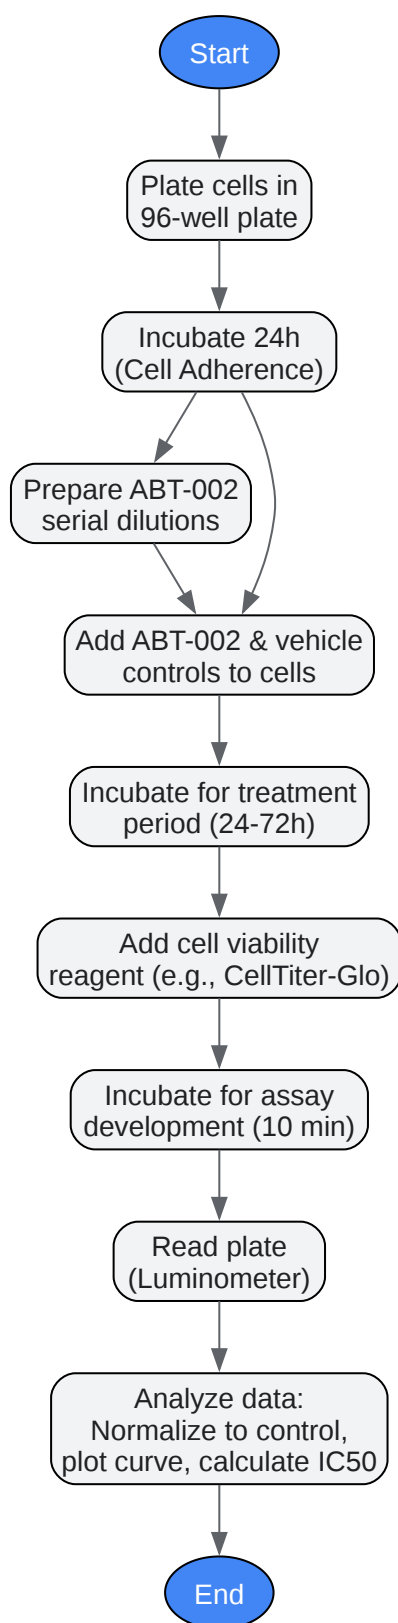 Start
Plate cells in
96-well plate
Incubate 24h
(Cell Adherence)
Prepare ABT-002
serial dilutions
Add ABT-002 & vehicle
controls to cells
Incubate for treatment
period (24-72h)
Add cell viability
reagent (e.g., CellTiter-Glo)
Incubate for assay
development (10 min)
Read plate
(Luminometer)
Analyze data:
Normalize to control,
plot curve, calculate IC50
End